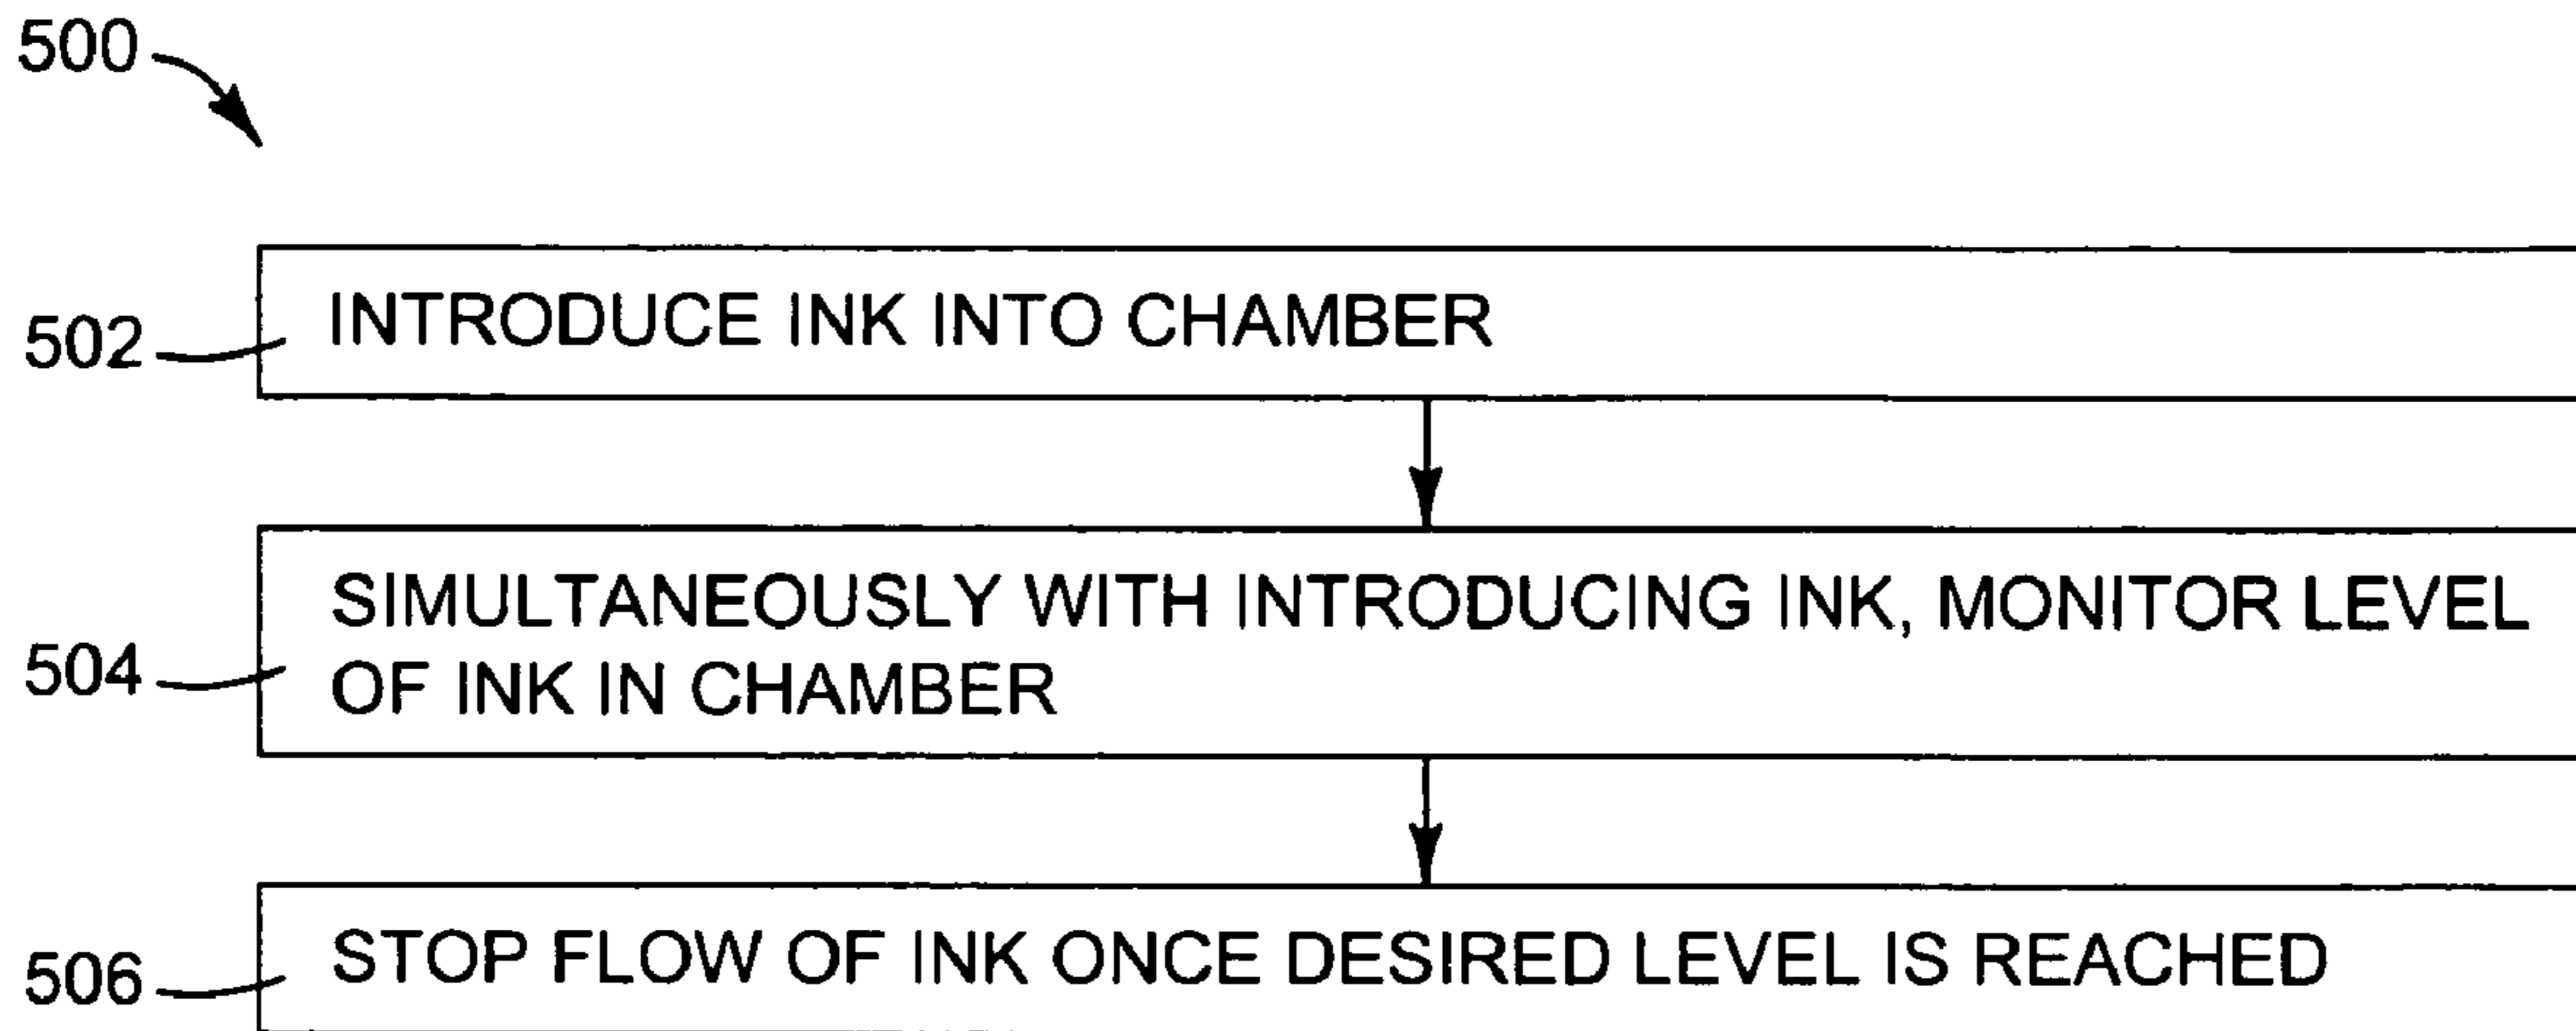 500
502 INTRODUCE INK INTO CHAMBER
SIMULTANEOUSLY WITH INTRODUCING INK, MONITOR LEVEL
504 OF INK IN CHAMBER
506 STOP FLOW OF INK ONCE DESIRED LEVEL IS REACHED